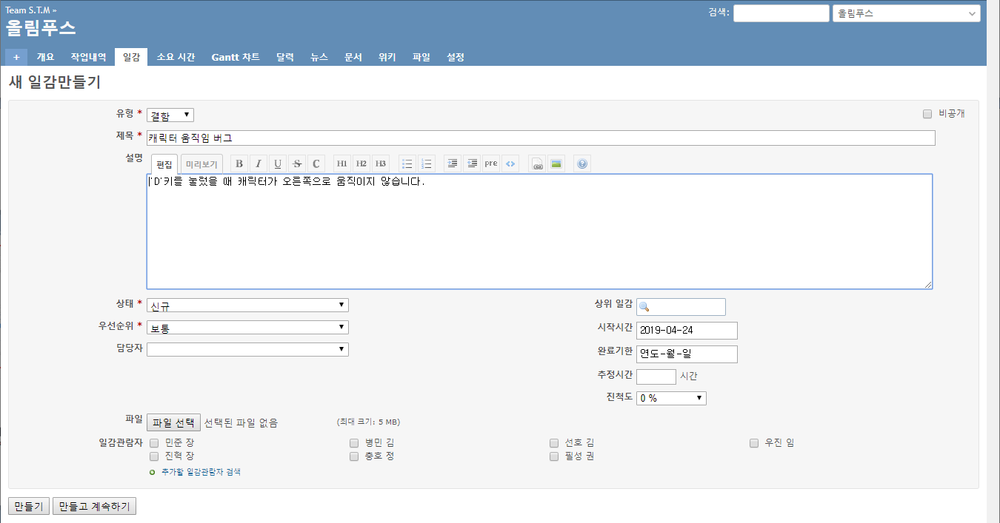 Team S.T.M »
검색: 올림푸스
올림푸스
+ 개요 작업내역 일감 소요 시간 Gantt 차트 달력 뉴스 문서 위키 파일 설정
새 일감만들기
유형 * 결함 비공개
제목 * 캐릭터 움직임 버그
설명 편집 미리보기 B I U S C H1 H2 H3 pre <> ?
'D'키를 눌렀을 때 캐릭터가 오른쪽으로 움직이지 않습니다.
상태 * 신규 상위 일감
우선순위 * 보통 시작시간 2019-04-24
담당자 완료기한 연도-월-일
추정시간 시간
진척도 0 %
파일 파일 선택 선택된 파일 없음 (최대 크기: 5 MB)
일감관람자 민준 장 병민 김 선호 김 우진 임
진혁 장 충호 정 필성 권
추가할 일감관람자 검색
만들기 만들고 계속하기